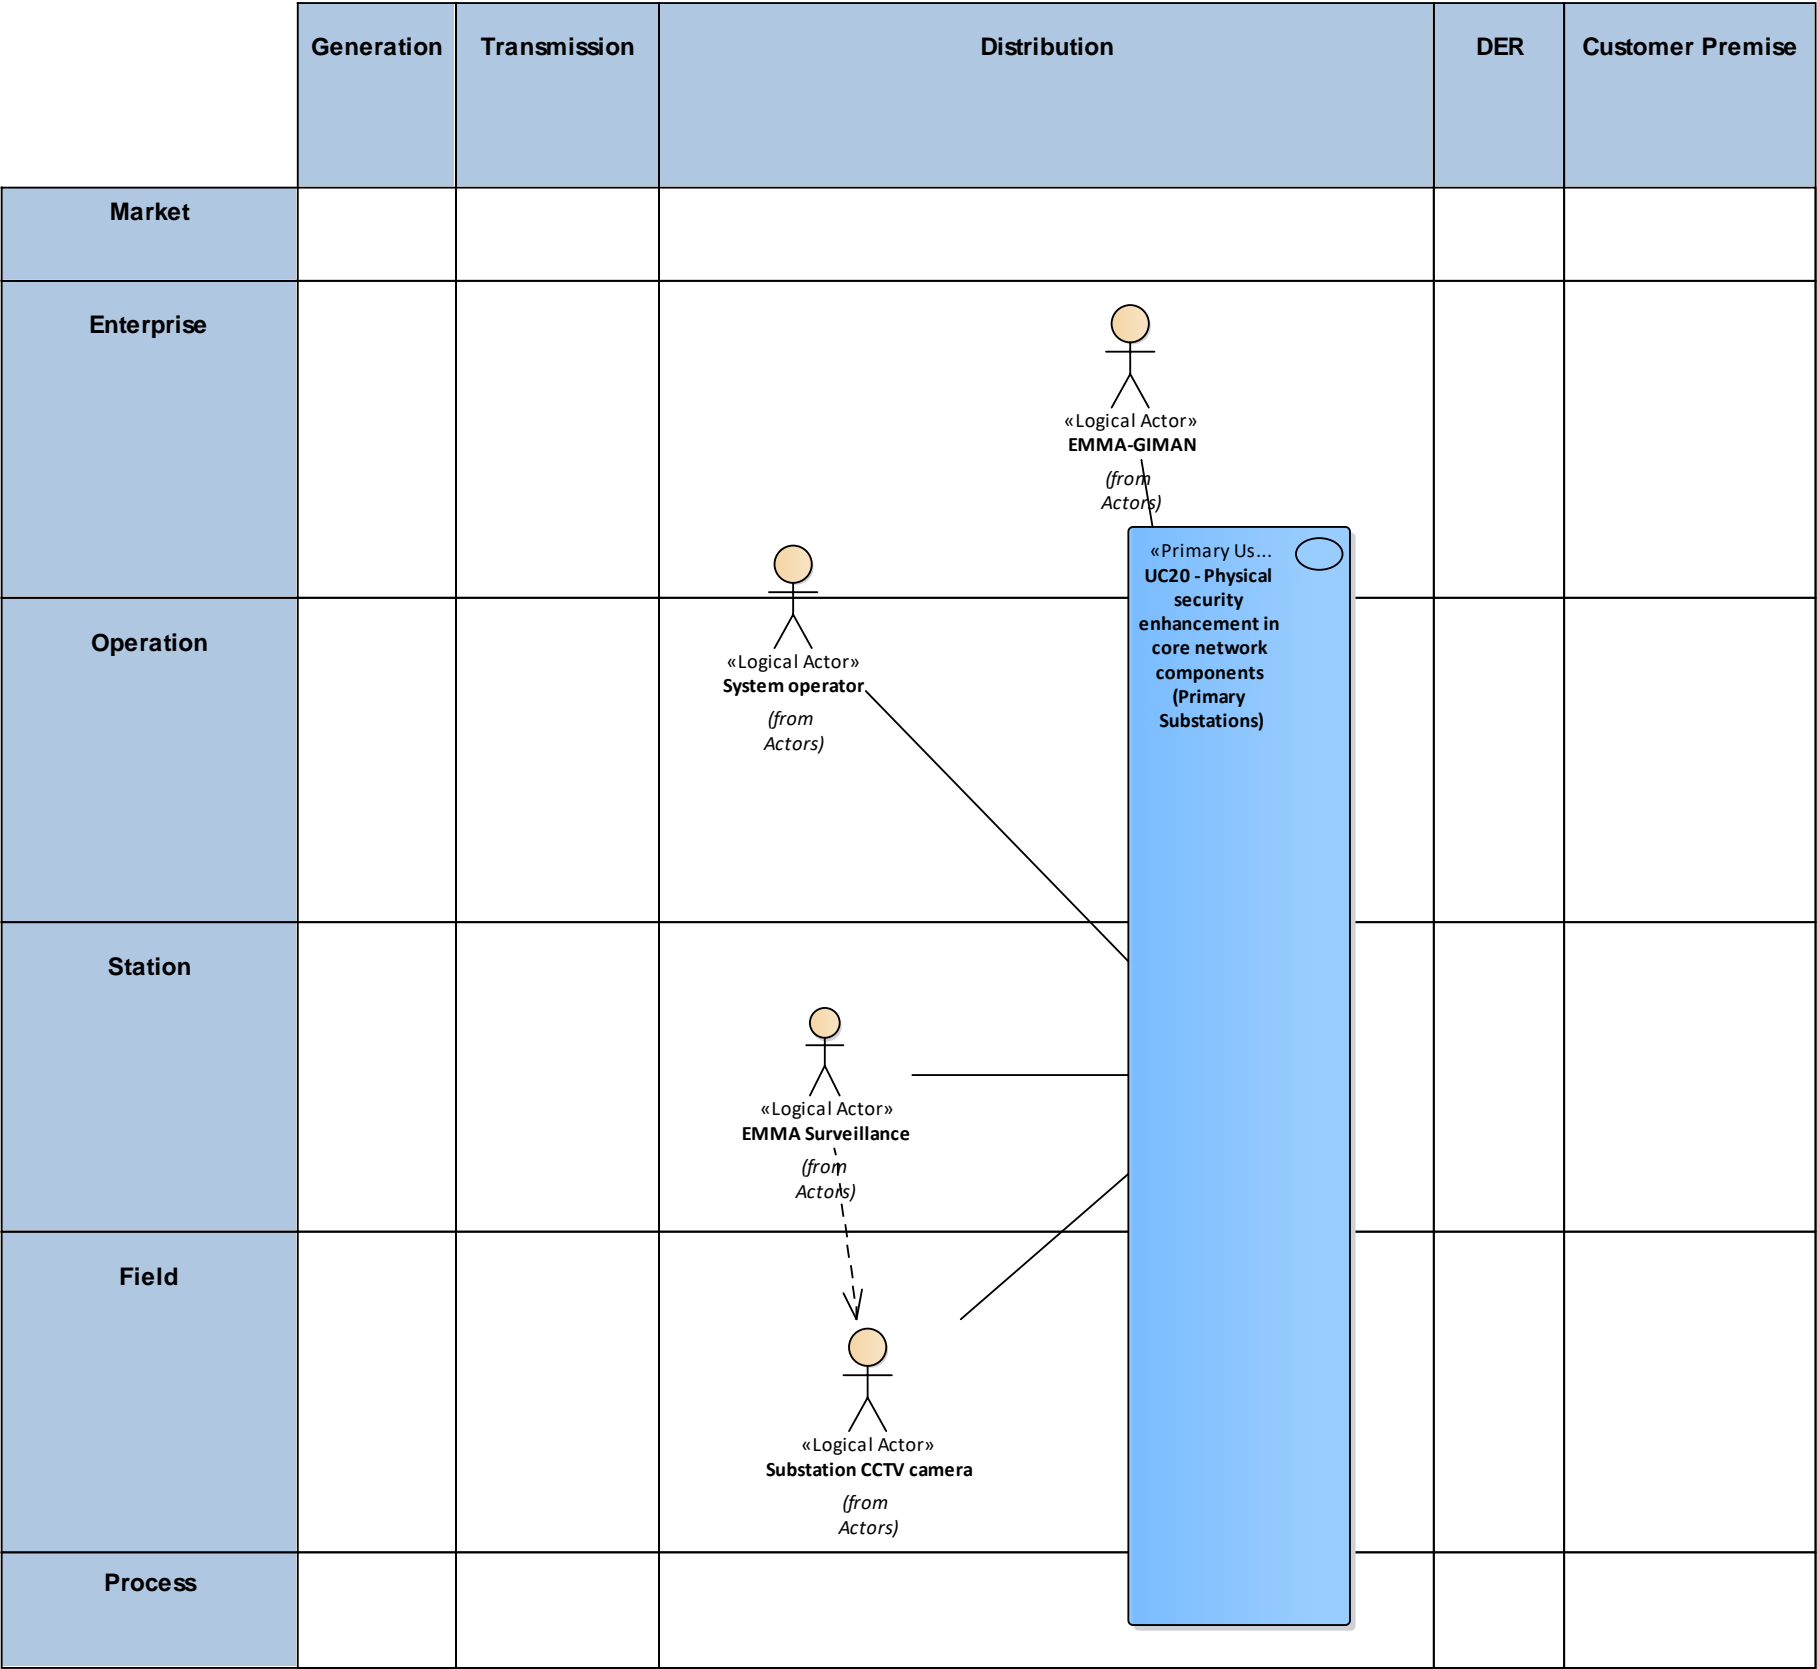 Generation
Transmission
Distribution
DER
Customer Premise
Market
Enterprise
«Logical Actor»
EMMA-GIMAN
(from
Actors)
«Primary Us...
UC20 - Physical
security
enhancement in
core network
components
(Primary
Substations)
Operation
«Logical Actor»
System operator
(from
Actors)
Station
«Logical Actor»
EMMA Surveillance
(from
Actors)
Field
«Logical Actor»
Substation CCTV camera
(from
Actors)
Process